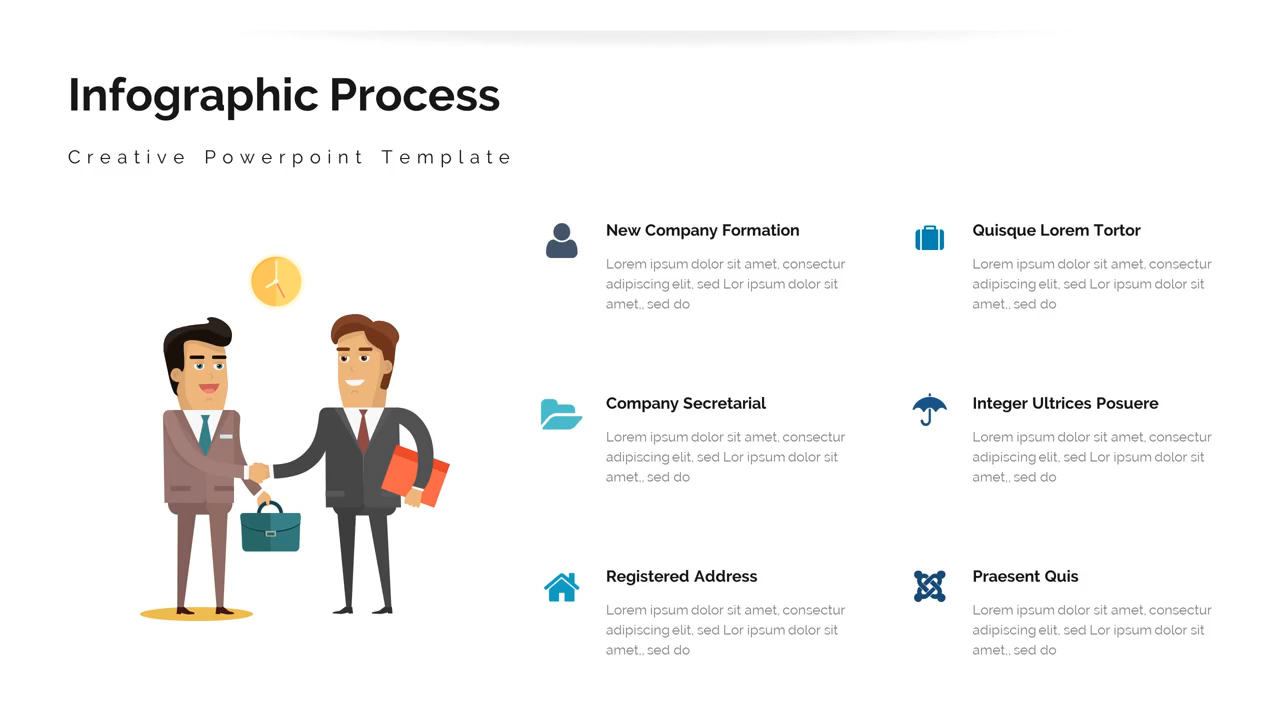 Infographic Process
Creative Powerpoint Template
New Company Formation
Lorem ipsum dolor sit amet, consectur
adipiscing elit, sed Lor ipsum dolor sit
amet,, sed do
Quisque Lorem Tortor
Lorem ipsum dolor sit amet, consectur
adipiscing elit, sed Lor ipsum dolor sit
amet,, sed do
Company Secretarial
Lorem ipsum dolor sit amet, consectur
adipiscing elit, sed Lor ipsum dolor sit
amet,, sed do
Integer Ultrices Posuere
Lorem ipsum dolor sit amet, consectur
adipiscing elit, sed Lor ipsum dolor sit
amet,, sed do
Registered Address
Lorem ipsum dolor sit amet, consectur
adipiscing elit, sed Lor ipsum dolor sit
amet,, sed do
Praesent Quis
Lorem ipsum dolor sit amet, consectur
adipiscing elit, sed Lor ipsum dolor sit
amet,, sed do